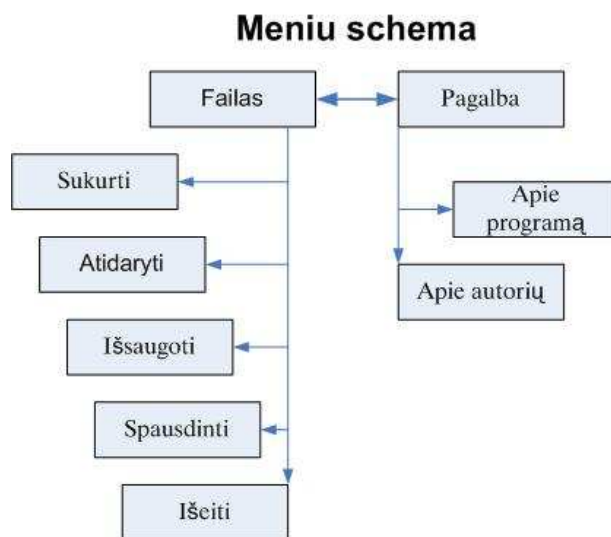 Meniu schema
Failas
Pagalba
Sukurti
Apie
programą
Atidaryti
Apie autorių
Išsaugoti
Spausdinti
Išeiti